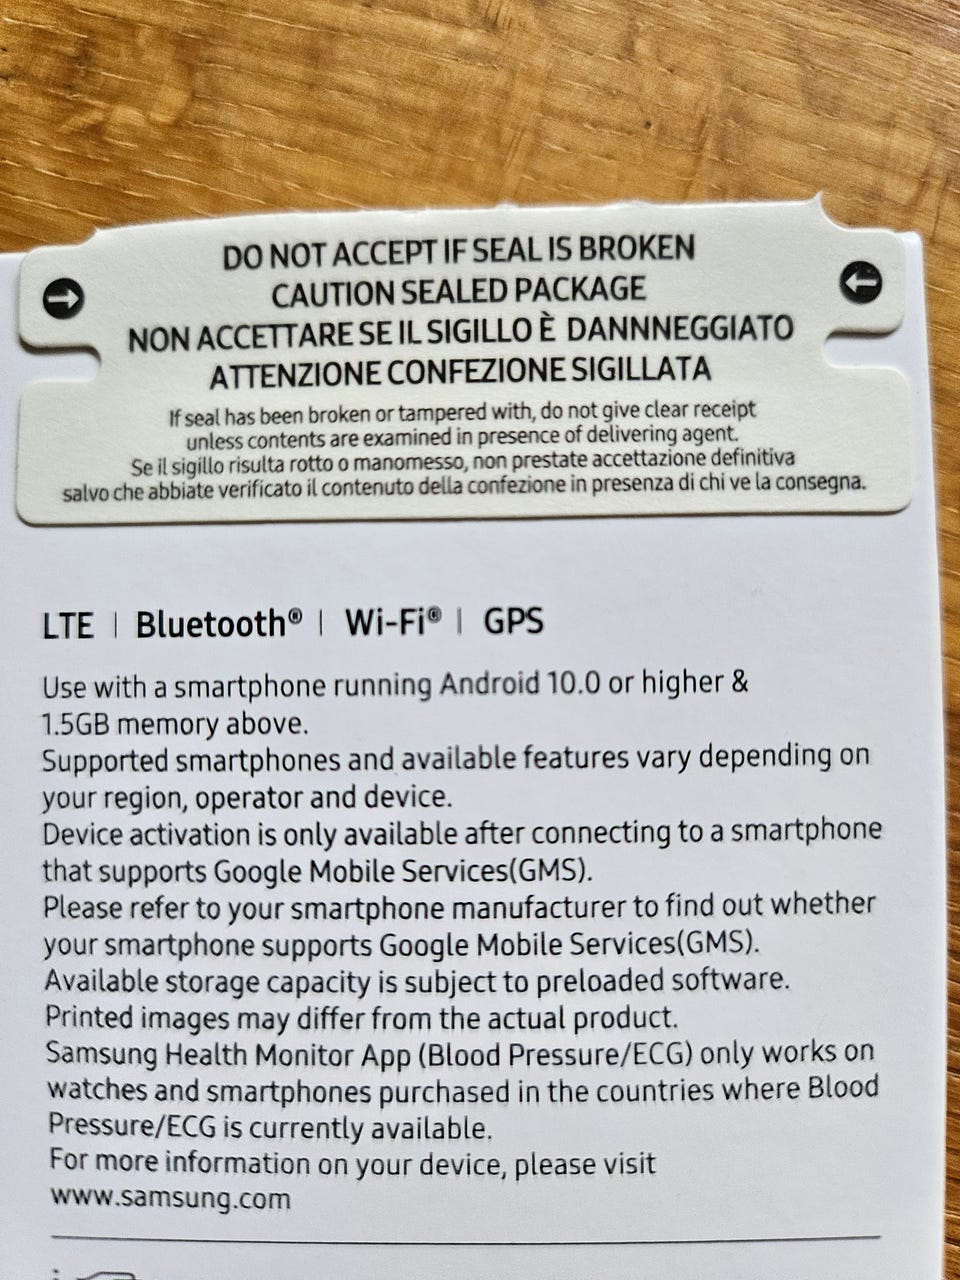 DO NOT ACCEPT IF SEAL IS BROKEN
CAUTION SEALED PACKAGE
NON ACCETTARE SE IL SIGILLO È DANNNEGGIATO
ATTENZIONE CONFEZIONE SIGILLATA
If seal has been broken or tampered with, do not give clear receipt
unless contents are examined in presence of delivering agent.
Se il sigillo risulta rotto o manomesso, non prestate accettazione definitiva
salvo che abbiate verificato il contenuto della confezione in presenza di chi ve la consegna.
LTE | Bluetooth® | Wi-Fi® | GPS
Use with a smartphone running Android 10.0 or higher &
1.5GB memory above.
Supported smartphones and available features vary depending on
your region, operator and device.
Device activation is only available after connecting to a smartphone
that supports Google Mobile Services(GMS).
Please refer to your smartphone manufacturer to find out whether
your smartphone supports Google Mobile Services(GMS).
Available storage capacity is subject to preloaded software.
Printed images may differ from the actual product.
Samsung Health Monitor App (Blood Pressure/ECG) only works on
watches and smartphones purchased in the countries where Blood
Pressure/ECG is currently available.
For more information on your device, please visit
www.samsung.com